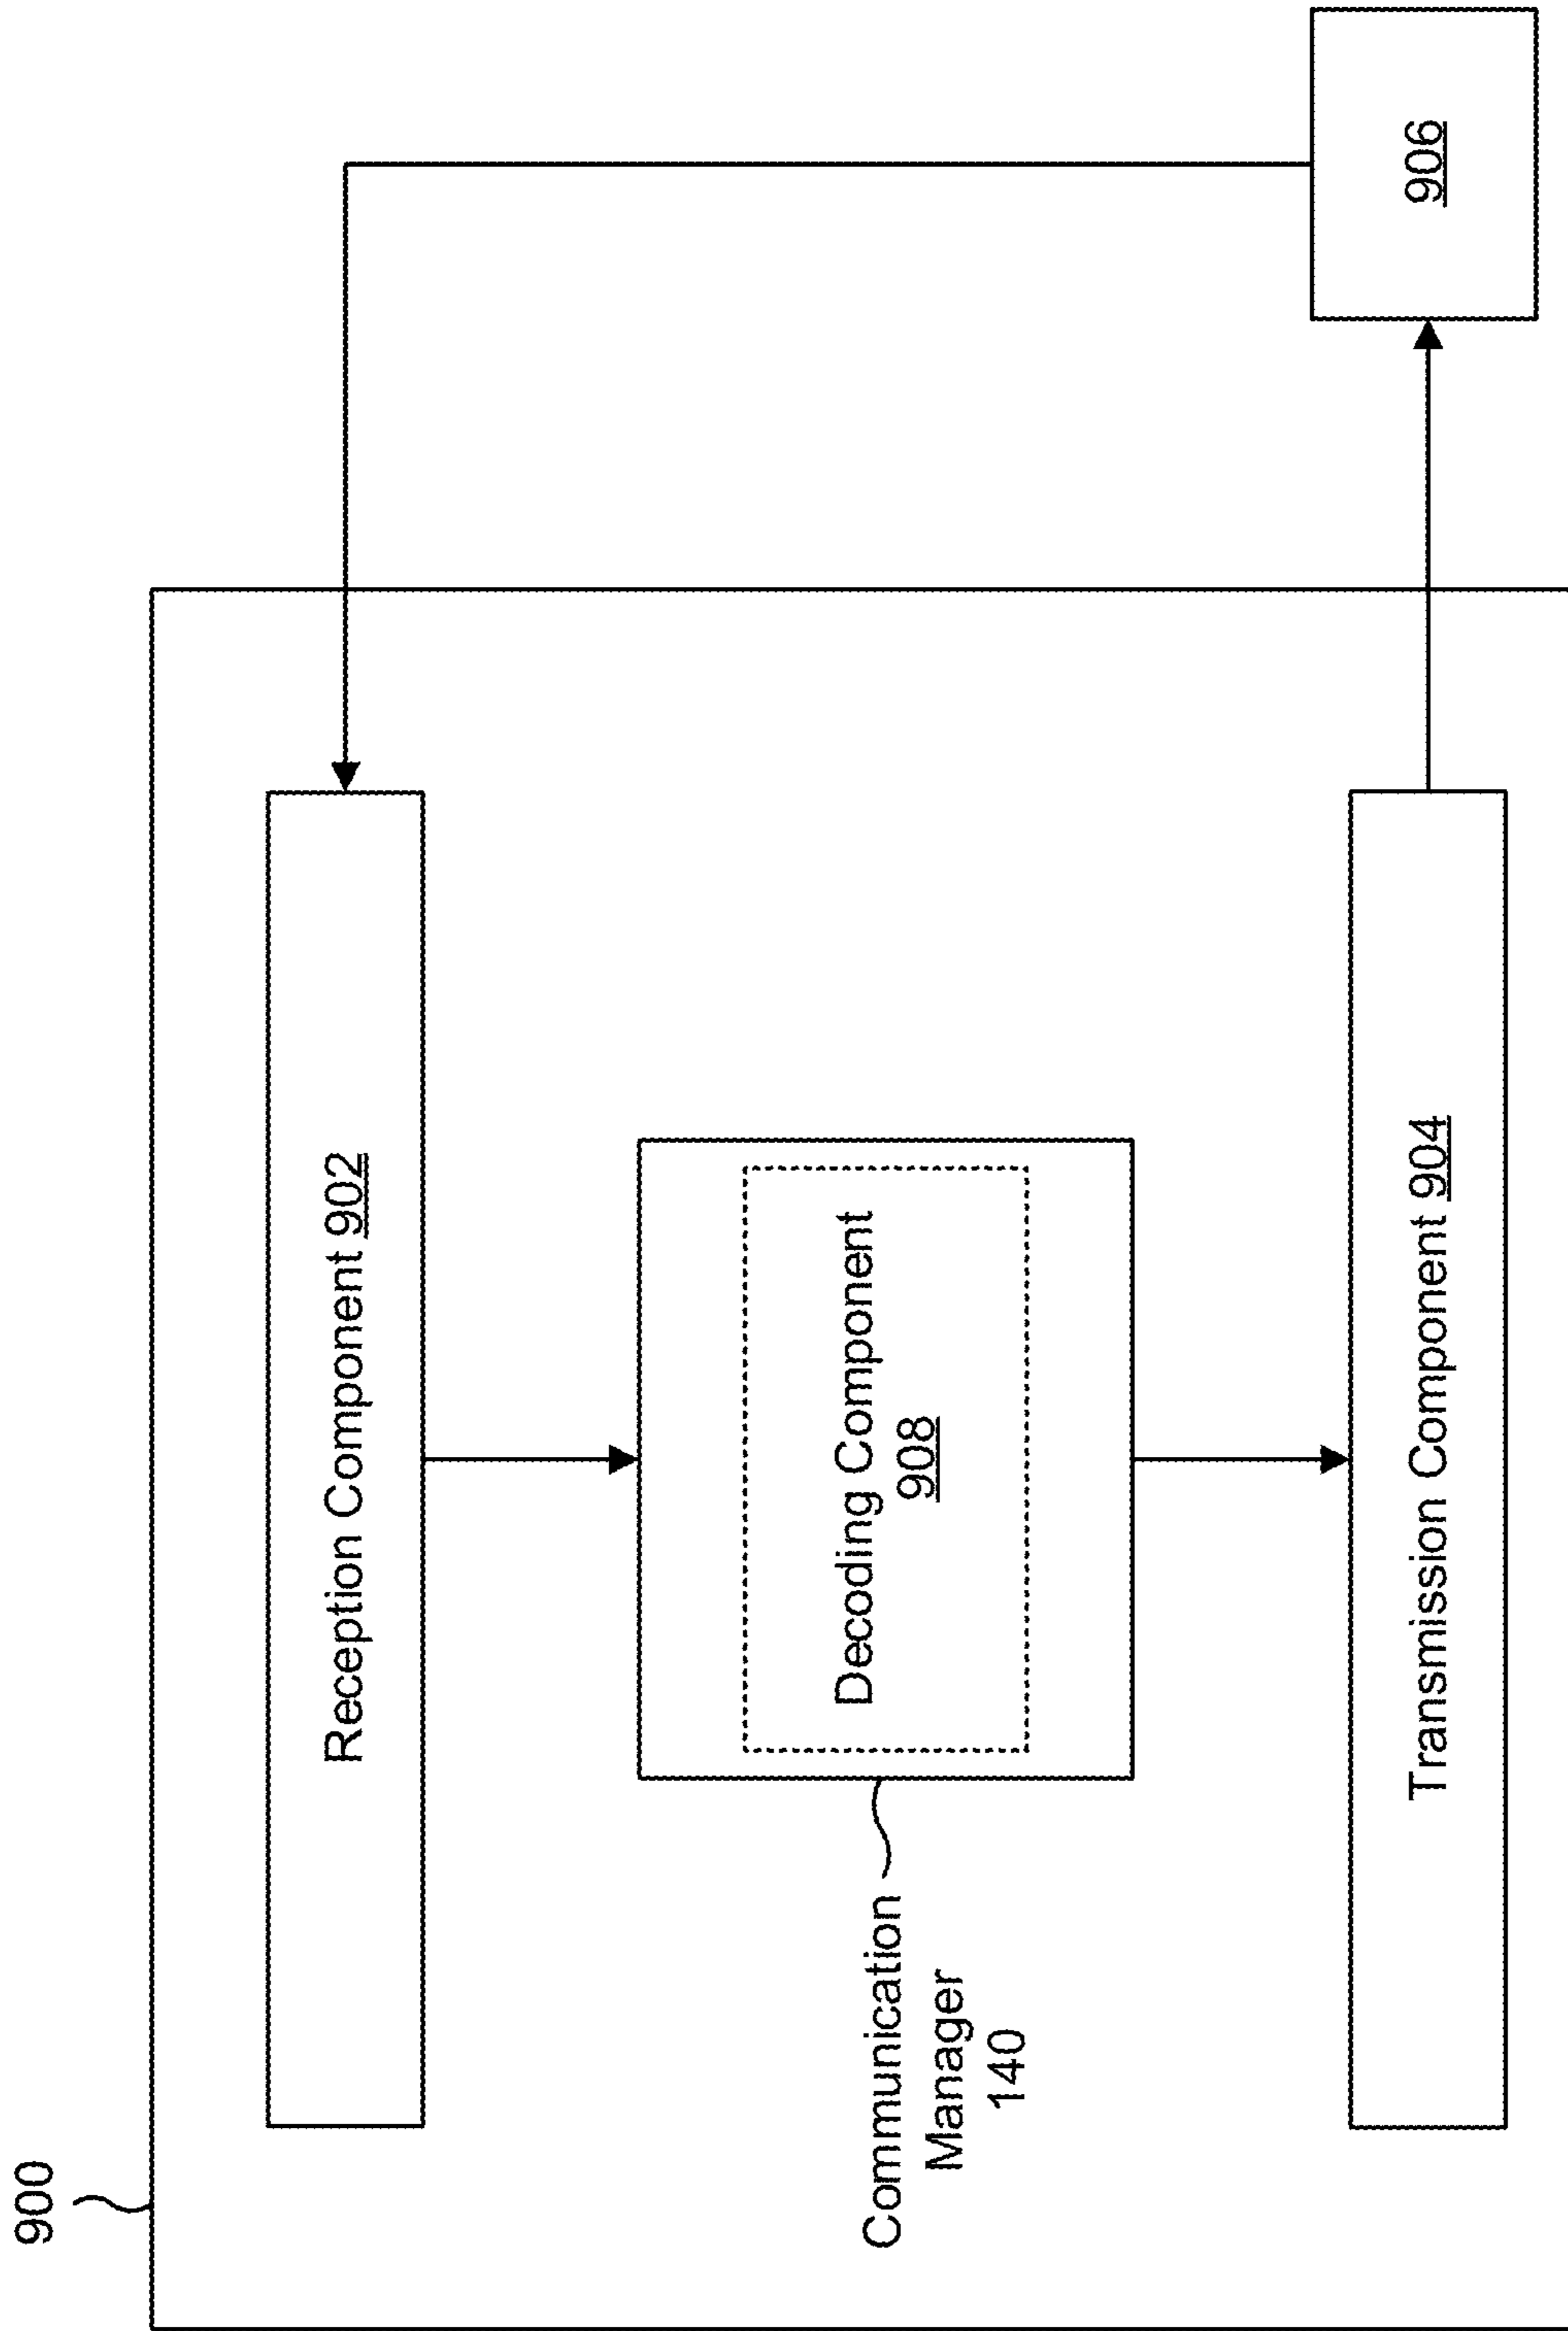 900
Reception Component 902
Communication
Manager
140
Decoding Component
908
Transmission Component 904
906